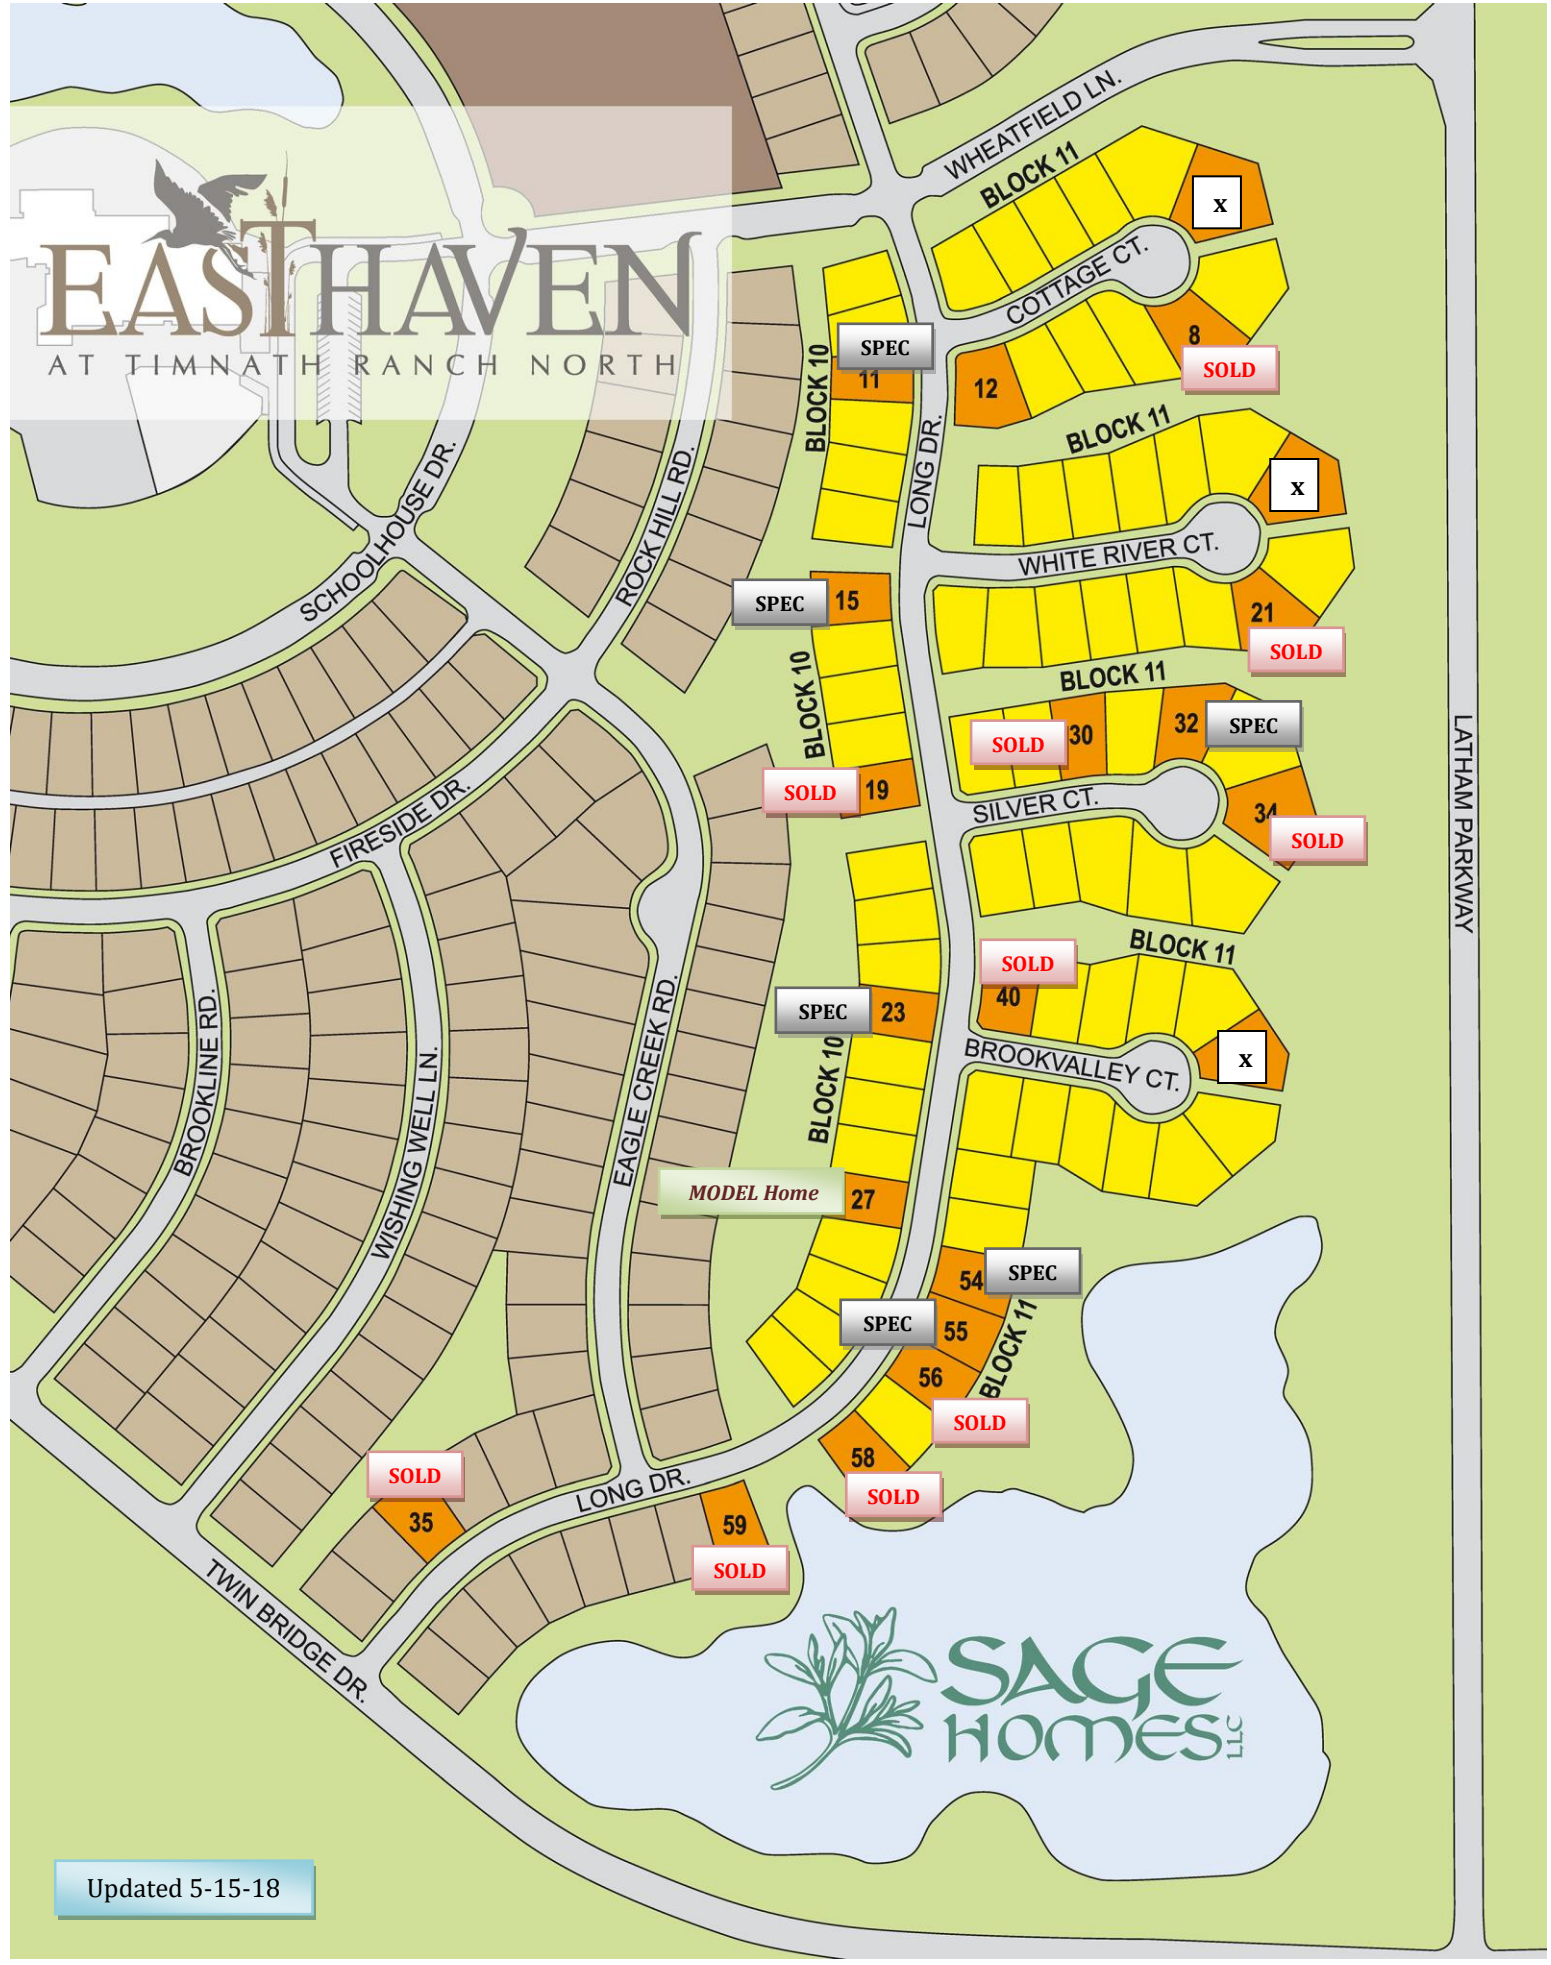 WHEATFIELD LN.
BLOCK 11
x
EASTHAVEN
AT TIMNATH RANCH NORTH
COTTAGE CT.
SPEC
11
BLOCK 10
12
8
SOLD
LONG DR.
BLOCK 11
x
SCHOOLHOUSE DR.
ROCK HILL RD.
WHITE RIVER CT.
SPEC
15
21
SOLD
BLOCK 11
BLOCK 10
SOLD
30
32
SPEC
SOLD
19
SILVER CT.
34
SOLD
LATHAM PARKWAY
FIRESIDE DR.
BLOCK 11
SOLD
40
SPEC
23
BROOKVALLEY CT.
x
BLOCK 10
BROOKLINE RD.
WISHING WELL LN.
EAGLE CREEK RD.
MODEL Home
27
54
SPEC
SPEC
55
BLOCK 11
56
SOLD
58
SOLD
SOLD
35
LONG DR.
59
SOLD
TWIN BRIDGE DR.
SAGE
HOMES LLC
Updated 5-15-18